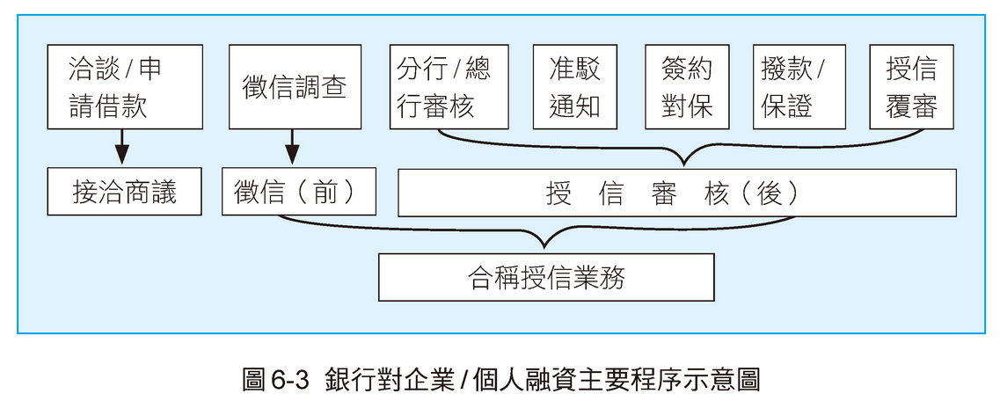 洽談/申
請借款
徵信調查
分行/總
行審核
准駁
通知
簽約
對保
撥款/
保證
授信
覆審
接洽商議
徵信(前)
授 信 審 核(後)
合稱授信業務
圖6-3 銀行對企業/個人融資主要程序示意圖